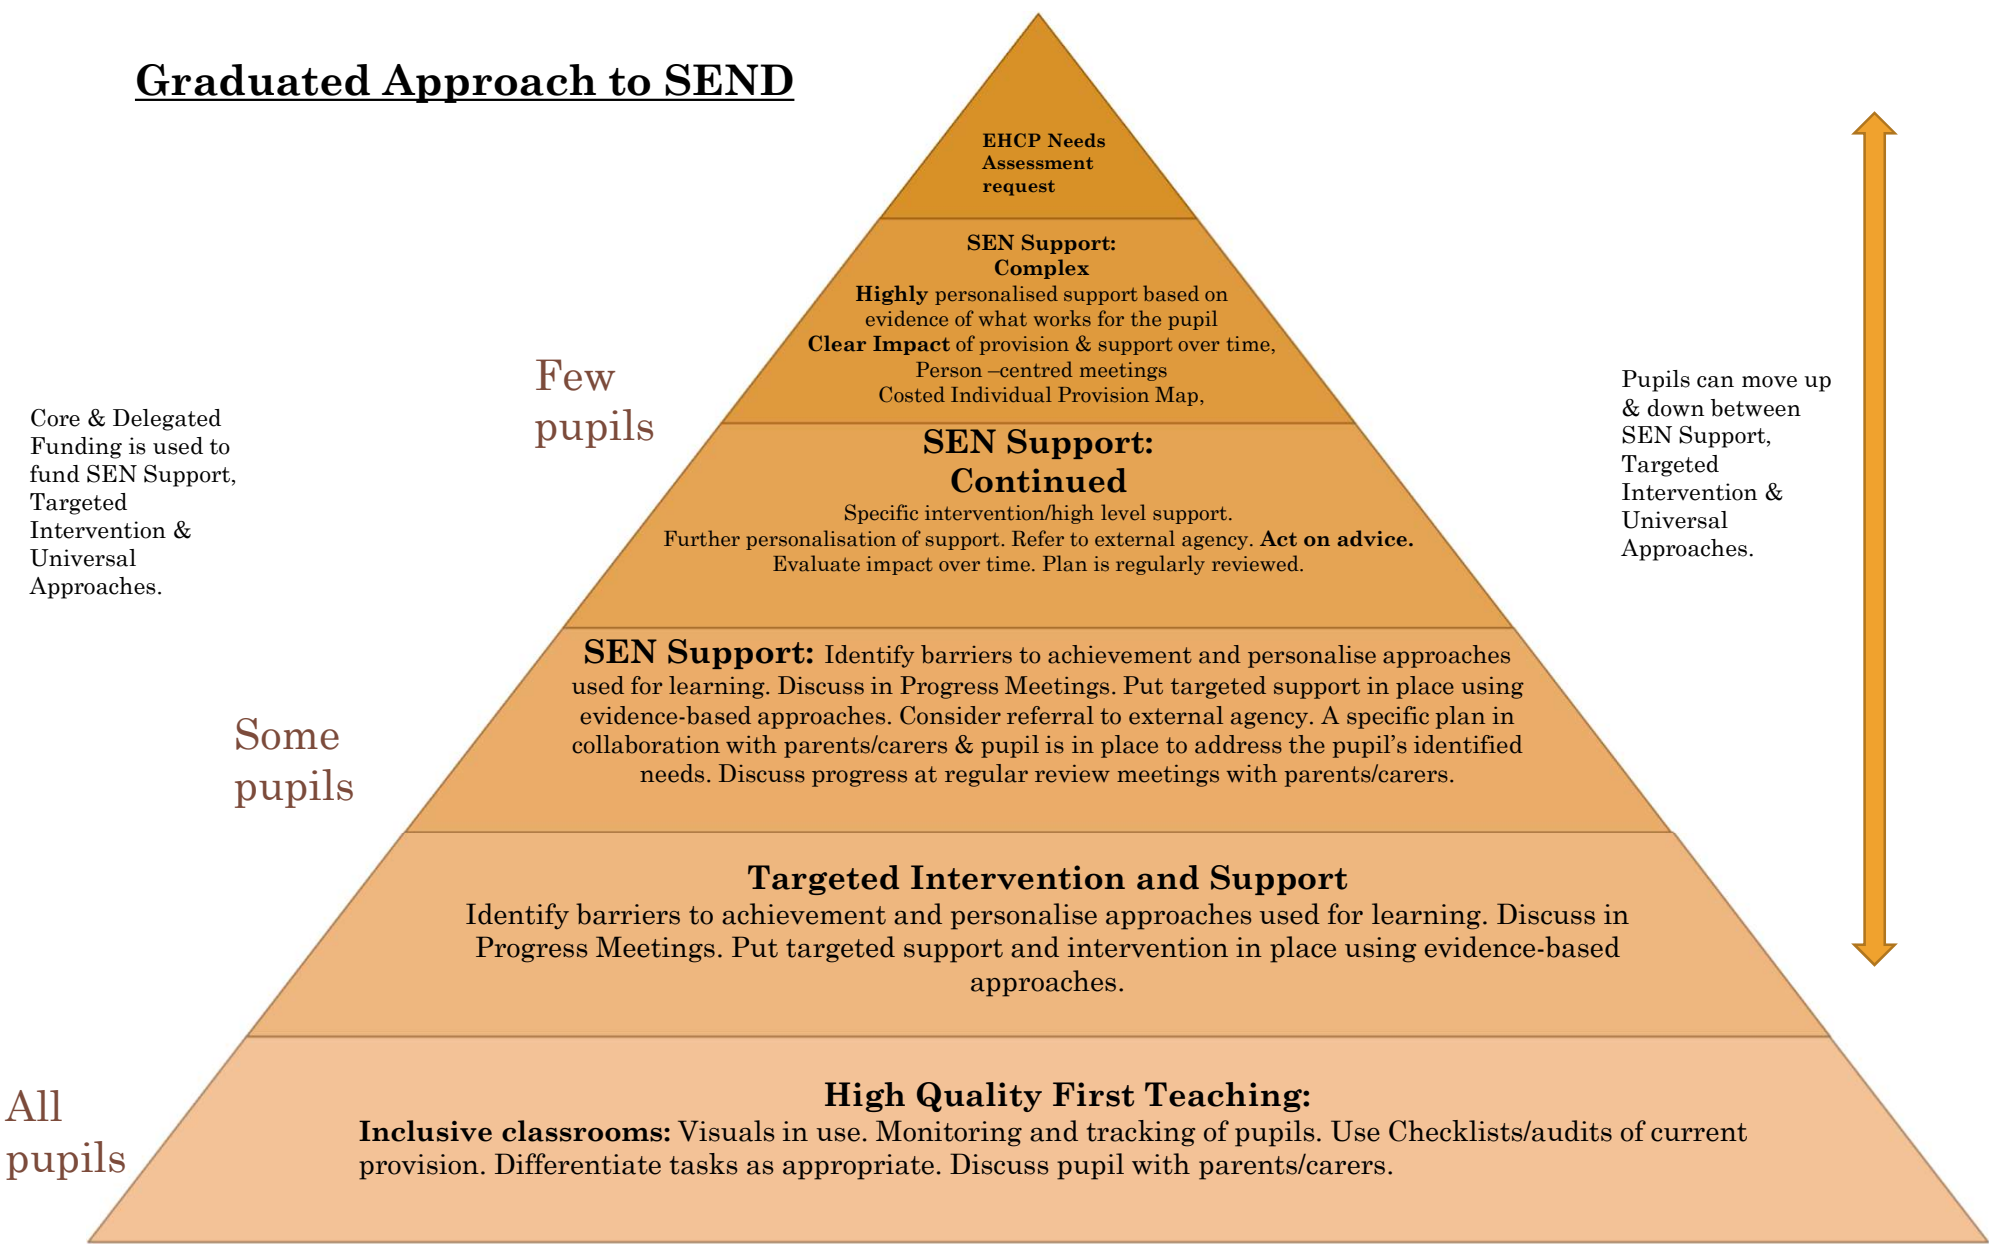 Graduated Approach to SEND
EHCP Needs
Assessment
request
SEN Support:
Complex
Highly personalised support based on
evidence of what works for the pupil
Clear Impact of provision & support over time,
Person –centred meetings
Costed Individual Provision Map,
Few
pupils
SEN Support:
Continued
Specific intervention/high level support.
Further personalisation of support. Refer to external agency. Act on advice.
Evaluate impact over time. Plan is regularly reviewed.
Core & Delegated
Funding is used to
fund SEN Support,
Targeted
Intervention &
Universal
Approaches.
Pupils can move up
& down between
SEN Support,
Targeted
Intervention &
Universal
Approaches.
Some
pupils
SEN Support: Identify barriers to achievement and personalise approaches
used for learning. Discuss in Progress Meetings. Put targeted support in place using
evidence-based approaches. Consider referral to external agency. A specific plan in
collaboration with parents/carers & pupil is in place to address the pupil’s identified
needs. Discuss progress at regular review meetings with parents/carers.
Targeted Intervention and Support
Identify barriers to achievement and personalise approaches used for learning. Discuss in
Progress Meetings. Put targeted support and intervention in place using evidence-based
approaches.
All
pupils
High Quality First Teaching:
Inclusive classrooms: Visuals in use. Monitoring and tracking of pupils. Use Checklists/audits of current
provision. Differentiate tasks as appropriate. Discuss pupil with parents/carers.